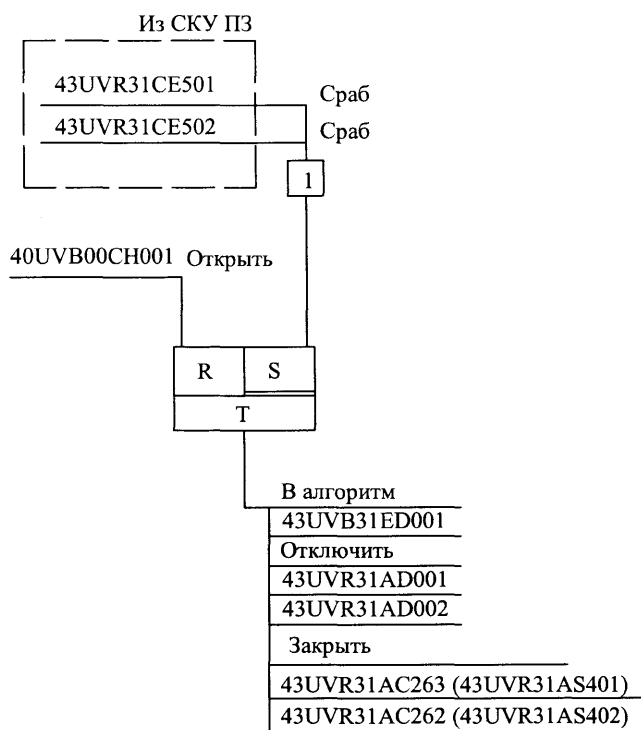 Из СКУ ПЗ
43UVR31CE501 Сраб
43UVR31CE502 Сраб
1
40UVB00CH001 Открыть
R S
T
В алгоритм
43UVB31ED001
Отключить
43UVR31AD001
43UVR31AD002
Закрыть
43UVR31AC263 (43UVR31AS401)
43UVR31AC262 (43UVR31AS402)